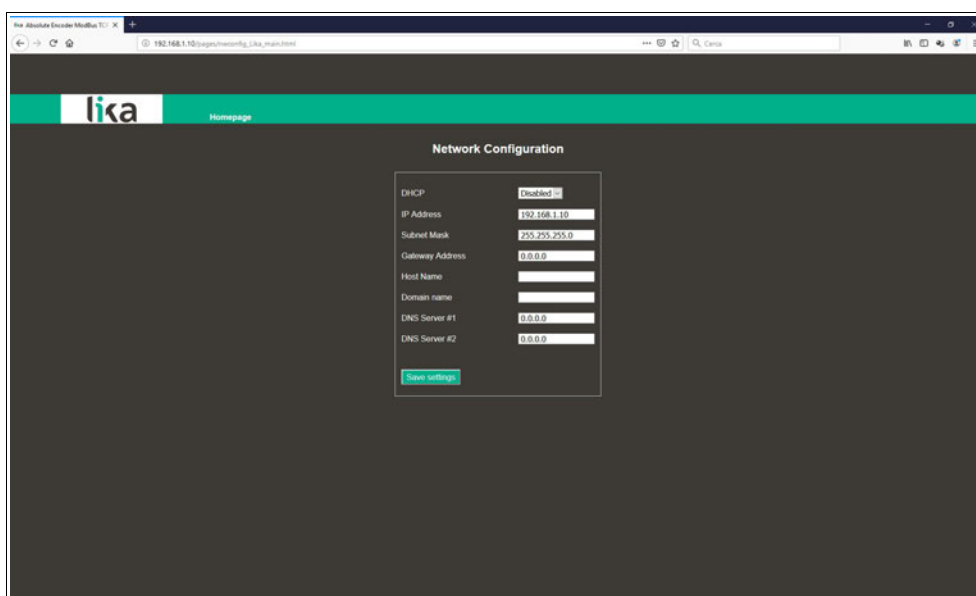 lika Absolute Encoder ModBus TC
192.168.1.10/pages/netconfig_Lika_main.html
Cerca
lika
Homepage
Network Configuration
DHCP Disabled
IP Address 192.168.1.10
Subnet Mask 255.255.255.0
Gateway Address 0.0.0.0
Host Name
Domain name
DNS Server #1 0.0.0.0
DNS Server #2 0.0.0.0
Save settings